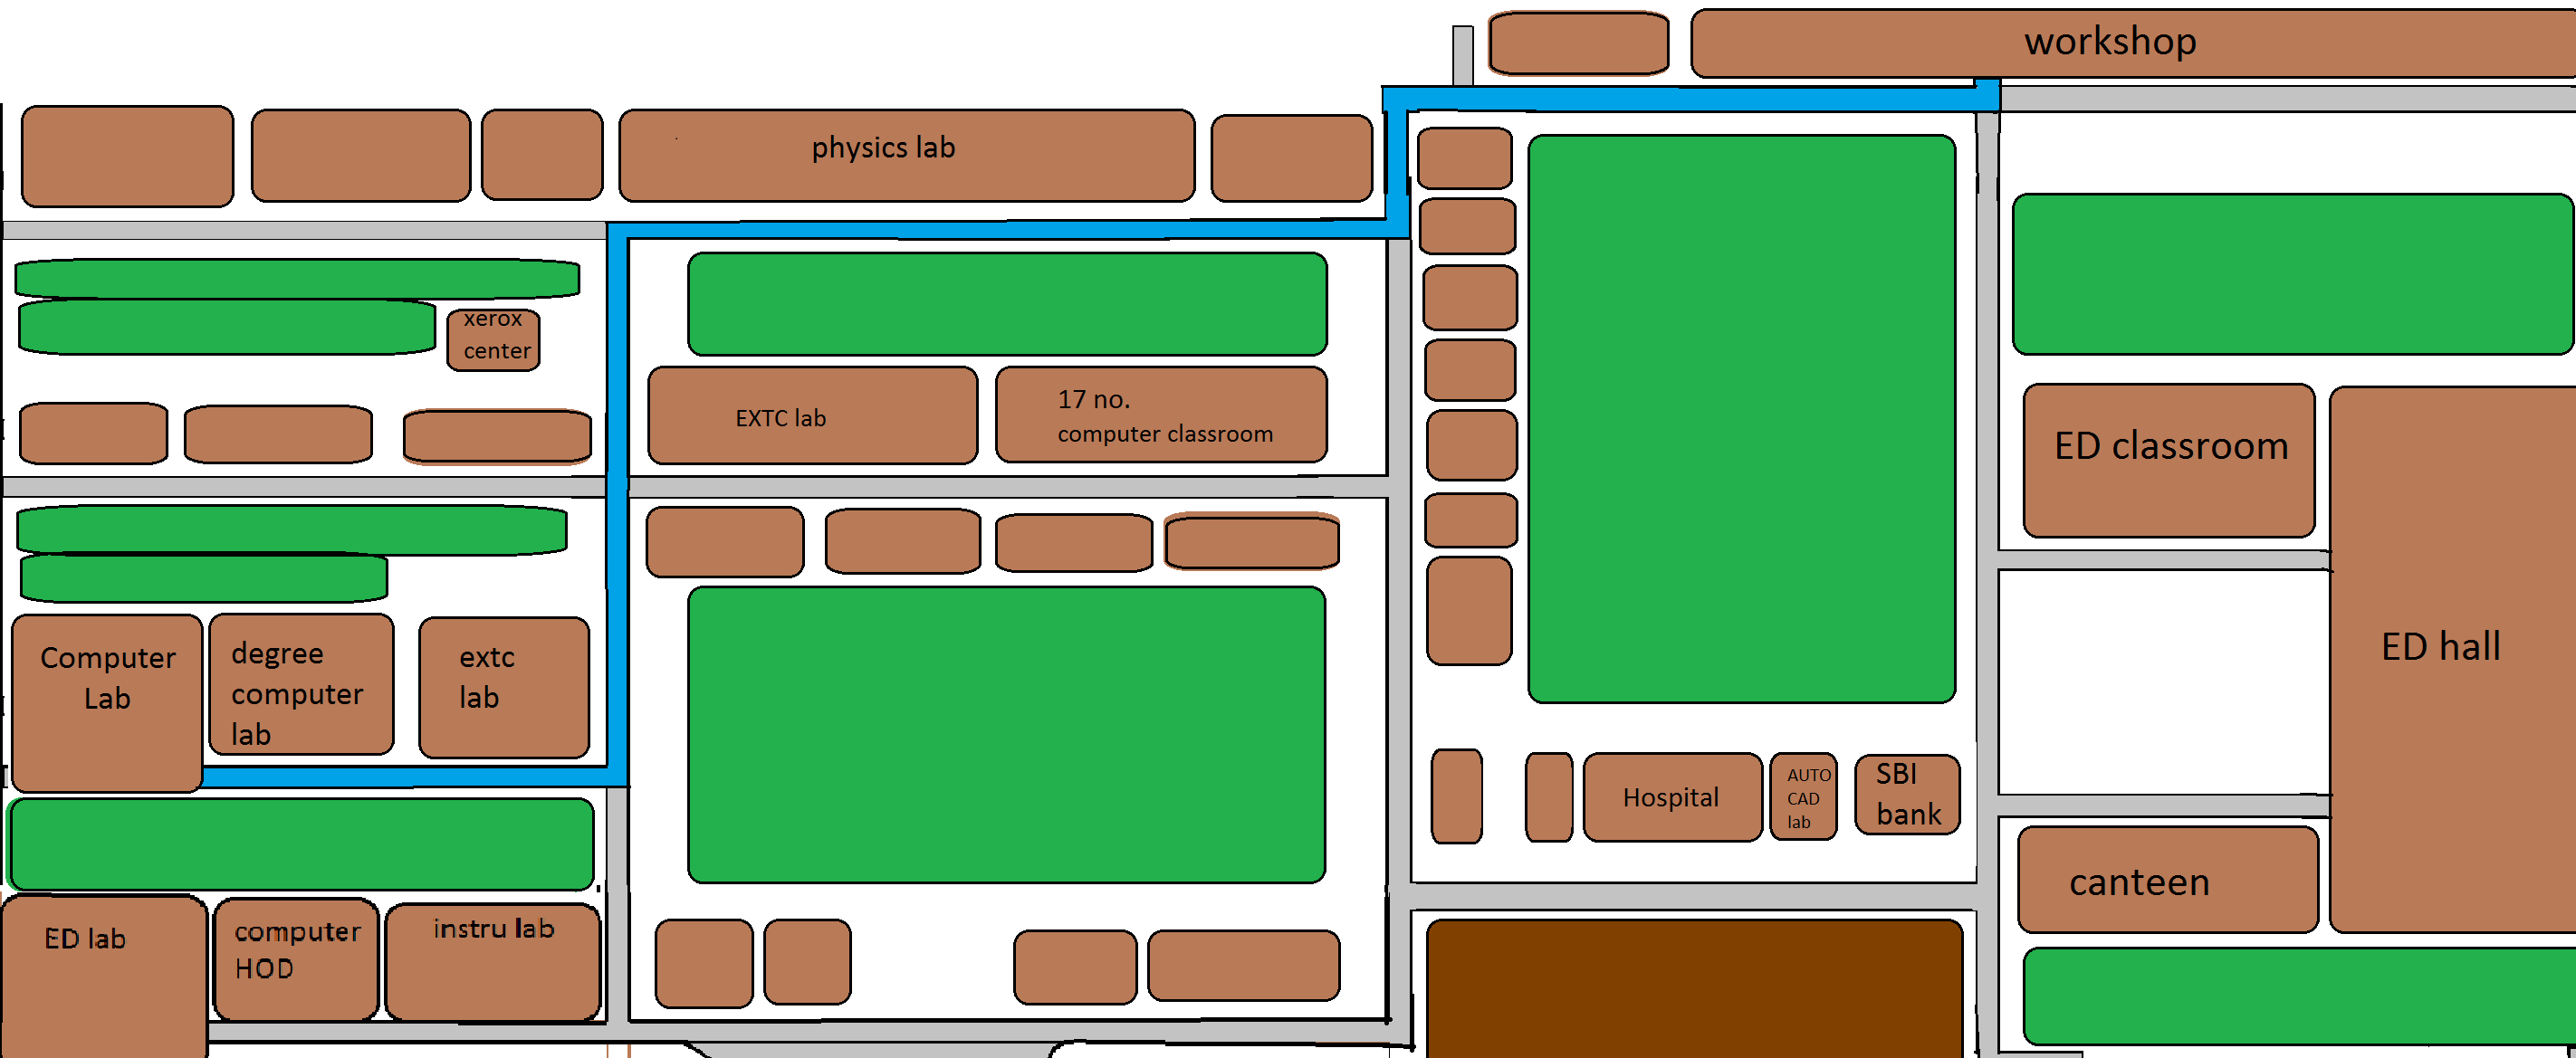 workshop
physics lab
xerox
center
EXTC lab
17 no.
computer classroom
ED classroom
Computer
Lab
degree
computer
lab
extc
lab
ED hall
Hospital
AUTO
CAD
lab
SBI
bank
canteen
ED lab
computer
HOD
instru lab